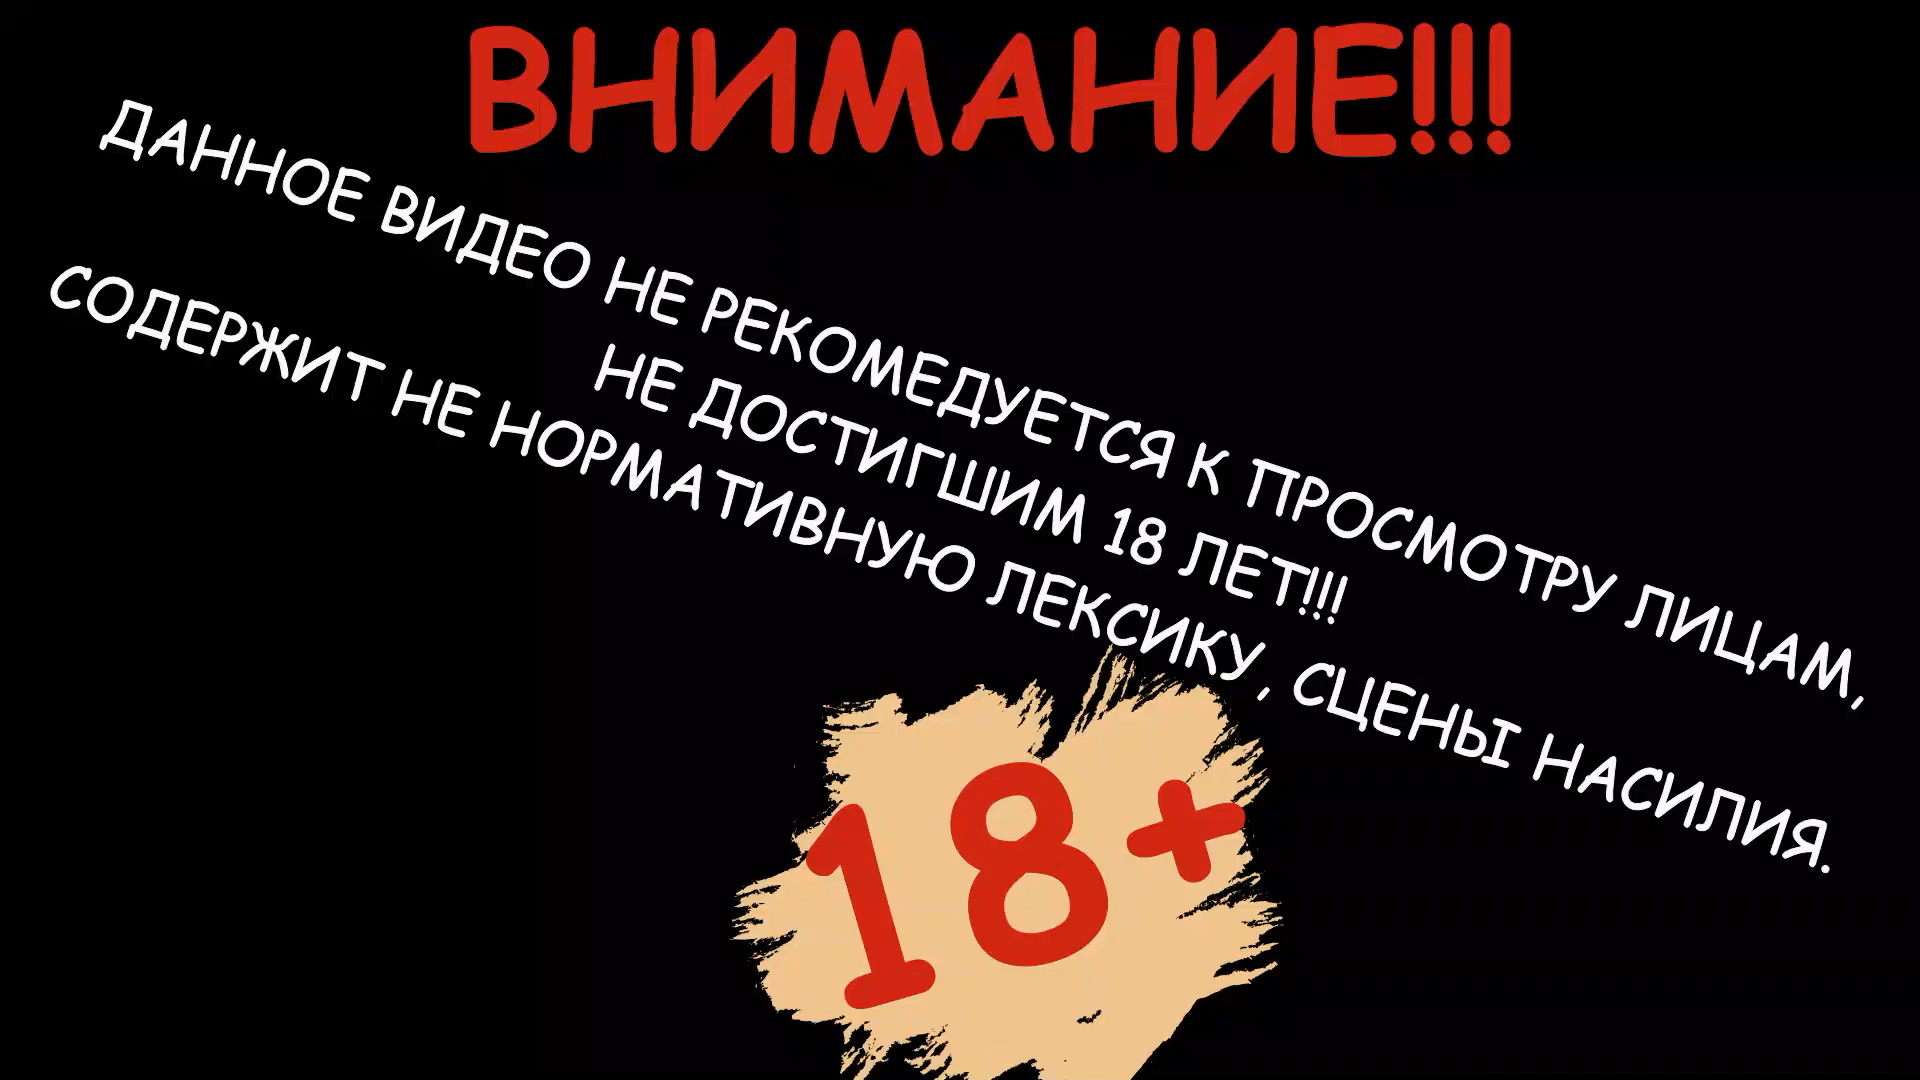 ВНИМАНИЕ!!!
ДАННОЕ ВИДЕО НЕ РЕКОМЕДУЕТСЯ К ПРОСМОТРУ ЛИЦАМ,
НЕ ДОСТИГШИМ 18 ЛЕТ!!!
СОДЕРЖИТ НЕ НОРМАТИВНУЮ ЛЕКСИКУ, СЦЕНЫ НАСИЛИЯ.
18+